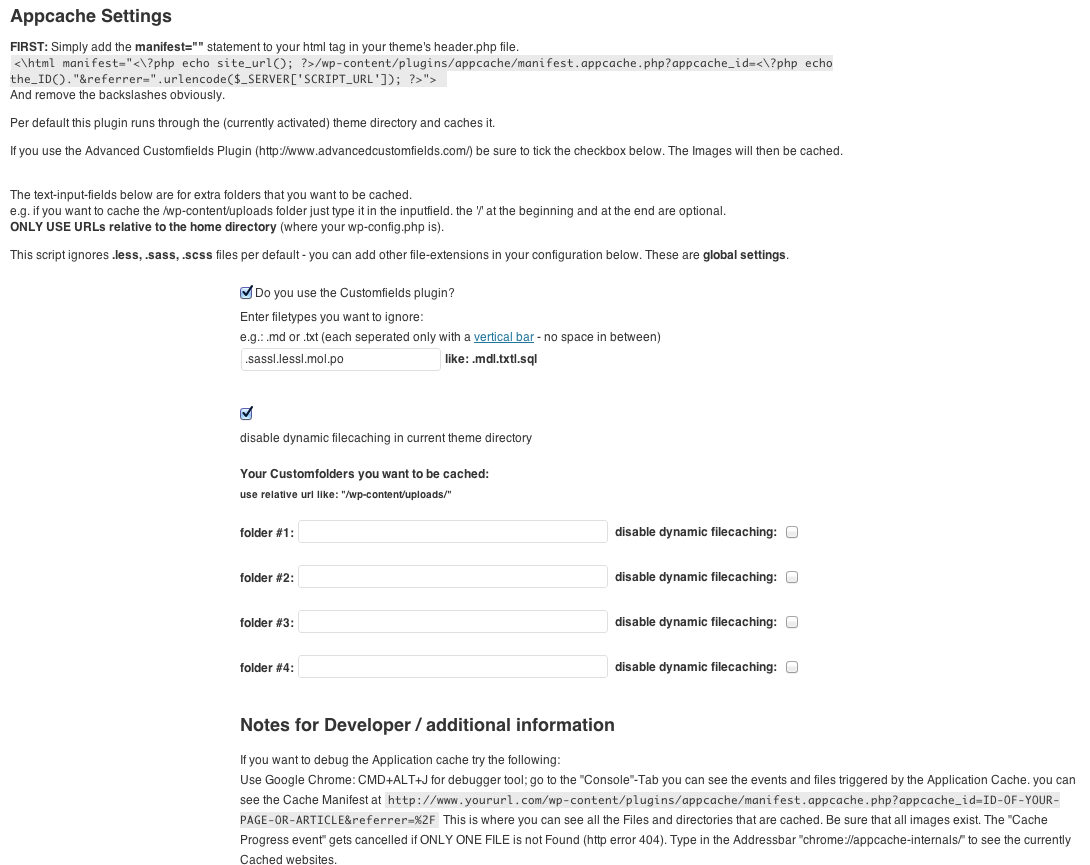 Appcache Settings
FIRST: Simply add the manifest="" statement to your html tag in your theme's header.php file.
<\html manifest="<\?php echo site_url(); ?>/wp-content/plugins/appcache/manifest.appcache.php?appcache_id=<\?php echo
the_ID()."&referrer=".urlencode($_SERVER['SCRIPT_URL']); ?>">
And remove the backslashes obviously.
Per default this plugin runs through the (currently activated) theme directory and caches it.
If you use the Advanced Customfields Plugin (http://www.advancedcustomfields.com/) be sure to tick the checkbox below. The Images will then be cached.
The text-input-fields below are for extra folders that you want to be cached.
e.g. if you want to cache the /wp-content/uploads folder just type it in the inputfield. the '/' at the beginning and at the end are optional.
ONLY USE URLs relative to the home directory (where your wp-config.php is).
This script ignores .less, .sass, .scss files per default - you can add other file-extensions in your configuration below. These are global settings.
Do you use the Customfields plugin?
Enter filetypes you want to ignore:
e.g.: .md or .txt (each seperated only with a vertical bar - no space in between)
.sass|.less|.mo|.po like: .md|.txt|.sql
disable dynamic filecaching in current theme directory
Your Customfolders you want to be cached:
use relative url like: "/wp-content/uploads/"
folder #1: disable dynamic filecaching:
folder #2: disable dynamic filecaching:
folder #3: disable dynamic filecaching:
folder #4: disable dynamic filecaching:
Notes for Developer / additional information
If you want to debug the Application cache try the following:
Use Google Chrome: CMD+ALT+J for debugger tool; go to the "Console"-Tab you can see the events and files triggered by the Application Cache. you can
see the Cache Manifest at http://www.yoururl.com/wp-content/plugins/appcache/manifest.appcache.php?appcache_id=ID-OF-YOUR-
PAGE-OR-ARTICLE&referrer=%2F This is where you can see all the Files and directories that are cached. Be sure that all images exist. The "Cache
Progress event" gets cancelled if ONLY ONE FILE is not Found (http error 404). Type in the Addressbar "chrome://appcache-internals/" to see the currently
Cached websites.